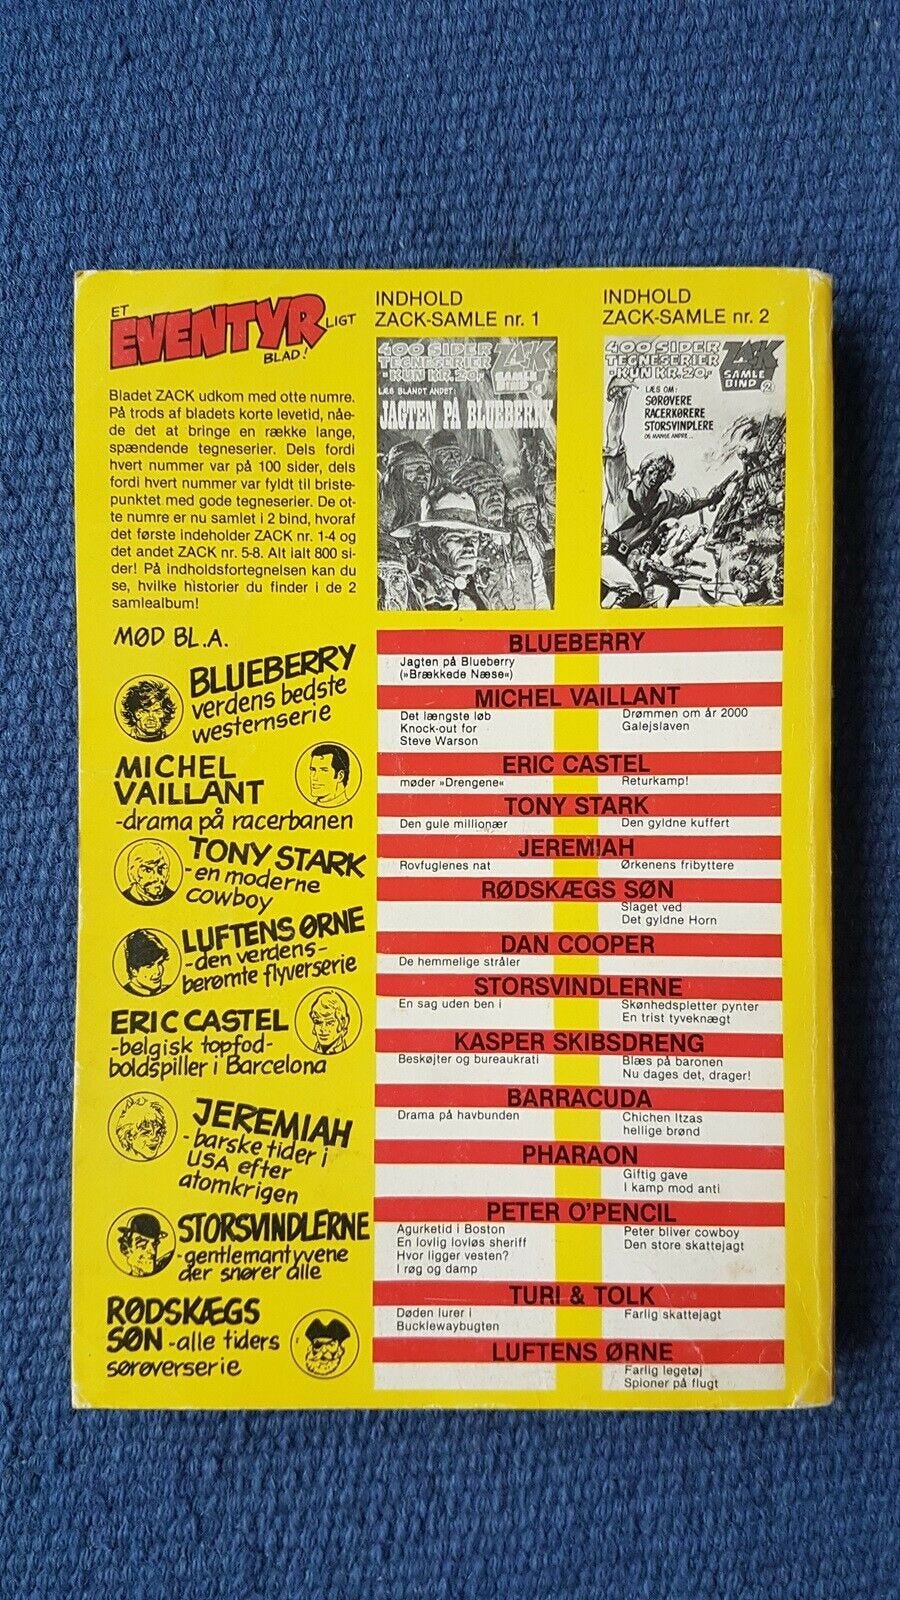 ET
EVENTYR
LIGT
BLAD!
Bladet ZACK udkom med otte numre.
På trods af bladets korte levetid, nåe-
de det at bringe en række lange,
spændende tegneserier. Dels fordi
hvert nummer var på 100 sider, dels
fordi hvert nummer var fyldt til briste-
punktet med gode tegneserier. De ot-
te numre er nu samlet i 2 bind, hvoraf
det første indeholder ZACK nr. 1-4 og
det andet ZACK nr. 5-8. Alt ialt 800 si-
der! På indholdsfortegnelsen kan du
se, hvilke historier du finder i de 2
samlealbum!
MØD BL.A.
BLUEBERRY
verdens bedste
westernserie
MICHEL
VAILLANT
-drama på racerbanen
TONY STARK
-en moderne
cowboy
LUFTENS ØRNE
-den verdens-
berømte flyverserie
ERIC CASTEL
-belgisk topfod-
boldspiller i Barcelona
JEREMIAH
-barske tider i
USA efter
atomkrigen
STORSVINDLERNE
-gentlemantyvene
der snører alle
RØDSKÆGS
SØN -alle tiders
sørøverserie
INDHOLD
ZACK-SAMLE nr. 1
400 SIDER
TEGNESERIER
-KUN KR. 20,-
ZACK
SAMLE
BIND 1
LÆS BLANDT ANDET:
JAGTEN PÅ BLUEBERRY
INDHOLD
ZACK-SAMLE nr. 2
400 SIDER
TEGNESERIER
-KUN KR. 20,-
ZACK
SAMLE
BIND 2
LÆS OM:
SØRØVERE
RACERKØRERE
STORSVINDLERE
OG MANGE ANDRE...
BLUEBERRY
Jagten på Blueberry
(»Brækkede Næse«)
MICHEL VAILLANT
Det længste løb
Knock-out for
Steve Warson
Drømmen om år 2000
Galejslaven
ERIC CASTEL
møder »Drengene«
Returkamp!
TONY STARK
Den gule millionær
Den gyldne kuffert
JEREMIAH
Rovfuglenes nat
Ørkenens fribyttere
RØDSKÆGS SØN
Slaget ved
Det gyldne Horn
DAN COOPER
De hemmelige stråler
STORSVINDLERNE
En sag uden ben i
Skønhedspletter pynter
En trist tyveknægt
KASPER SKIBSDRENG
Beskøjter og bureaukrati
Blæs på baronen
Nu dages det, drager!
BARRACUDA
Drama på havbunden
Chichen Itzas
hellige brønd
PHARAON
Giftig gave
I kamp mod anti
PETER O'PENCIL
Agurketid i Boston
En lovlig lovløs sheriff
Hvor ligger vesten?
I røg og damp
Peter bliver cowboy
Den store skattejagt
TURI & TOLK
Døden lurer i
Bucklewaybugten
Farlig skattejagt
LUFTENS ØRNE
Farlig legetøj
Spioner på flugt